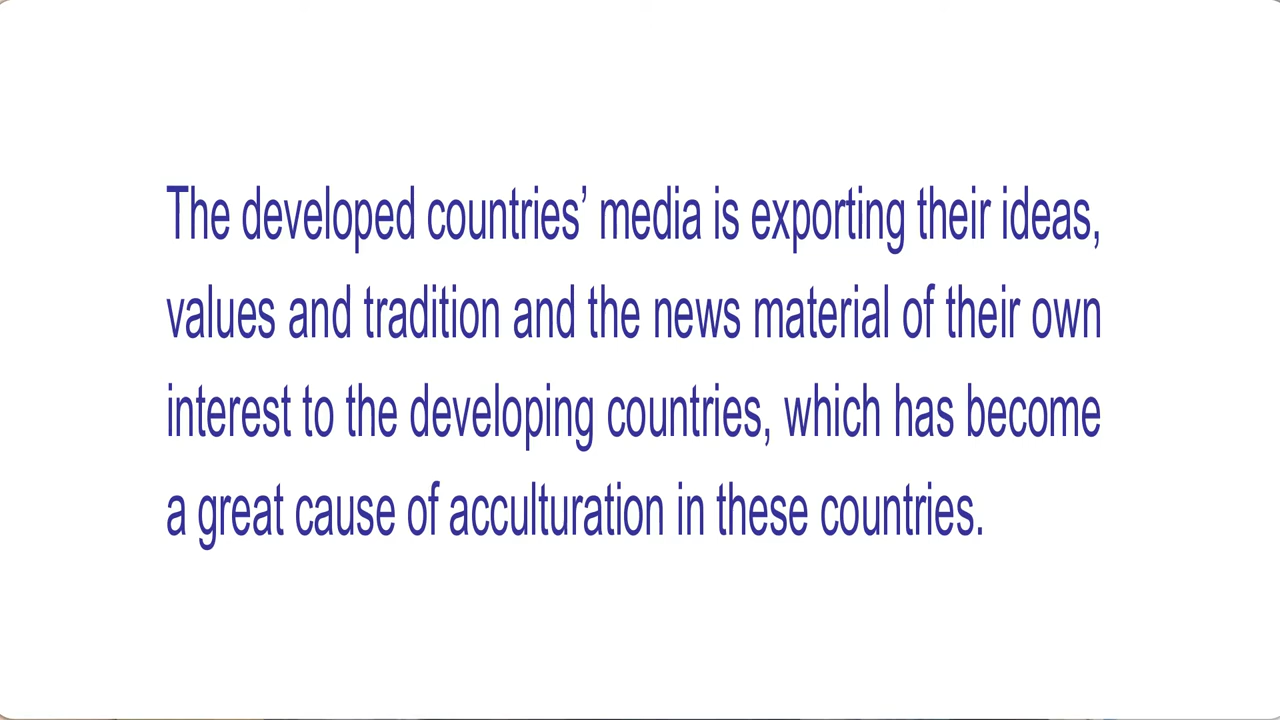 The developed countries’ media is exporting their ideas,
values and tradition and the news material of their own
interest to the developing countries, which has become
a great cause of acculturation in these countries.